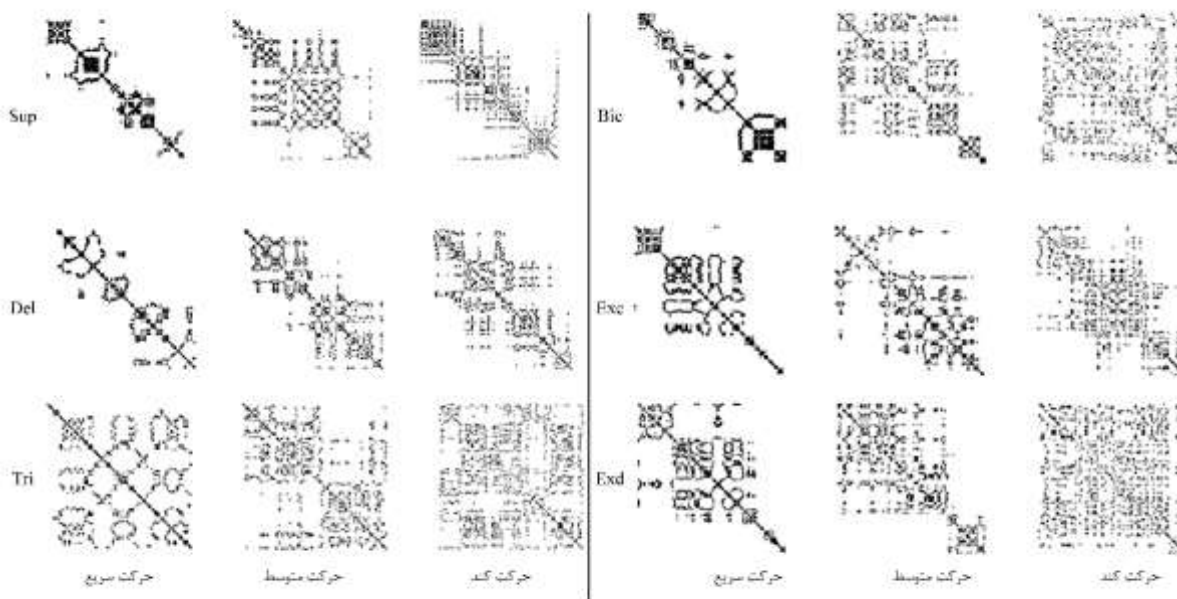 Sup
Bic
Del
Exc
Tri
Exd
حرکت سریع
حرکت متوسط
حرکت کند
حرکت سریع
حرکت متوسط
حرکت کند